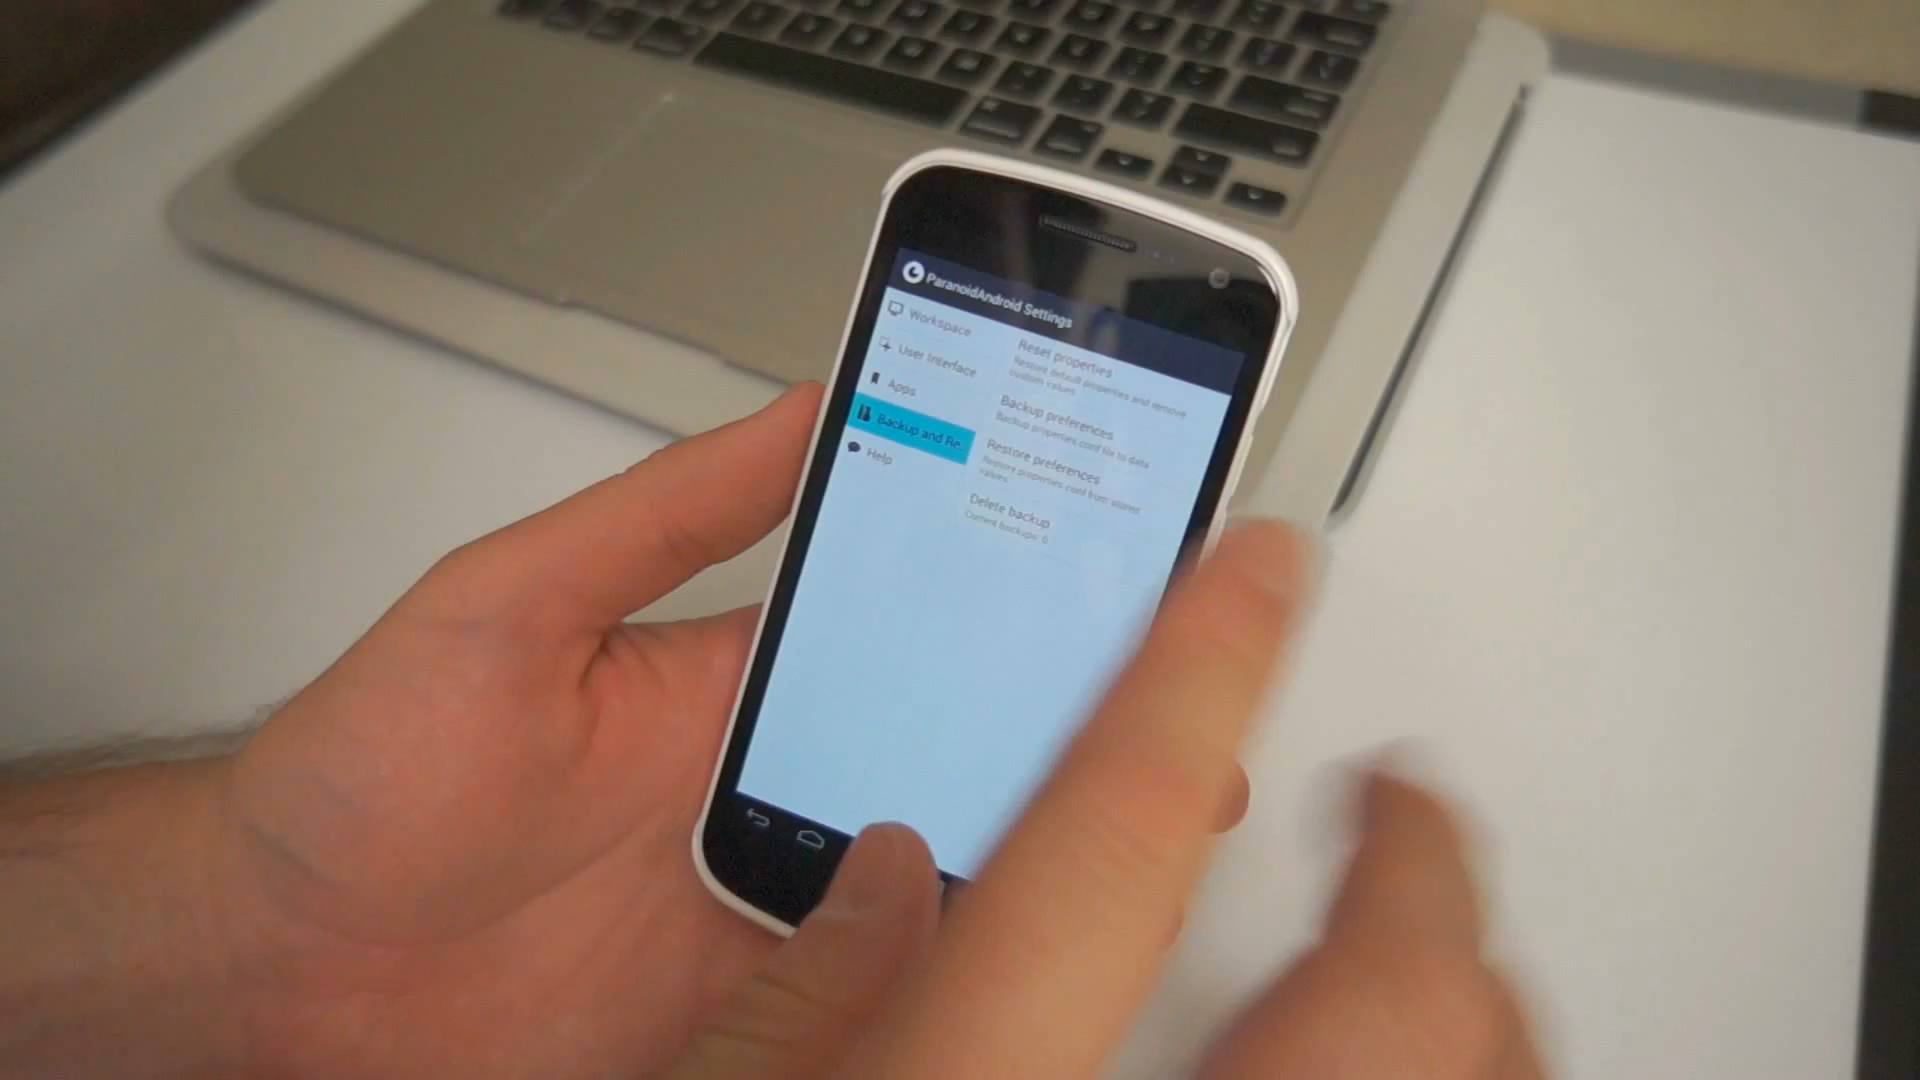 ParanoidAndroid Settings
Workspace
User Interface
Apps
Backup and Re
Help
Reset properties
Restore default properties and remove
custom values
Backup preferences
Backup properties.conf file to data
Restore preferences
Restore properties.conf from stored
values
Delete backup
Current backups: 0